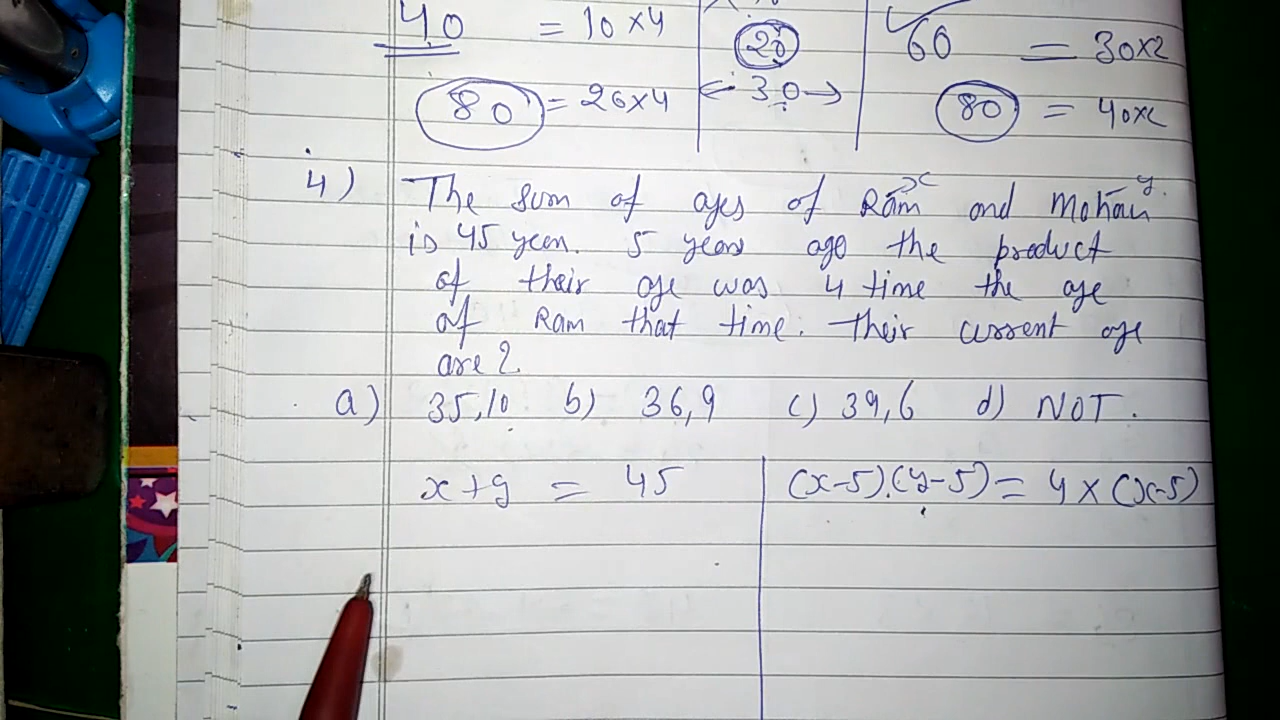 40 = 10×4
20
60 = 30×2
80 = 20×4
← 30 →
80 = 40×2
4) The sum of ages of Ram x and Mohan y.
is 45 year. 5 years ago the product
of their age was 4 time the age
of Ram that time. Their current age
are?
a) 35,10 b) 36,9 c) 39,6 d) NOT.
x+y = 45
(x-5).(y-5) = 4×(x-5)